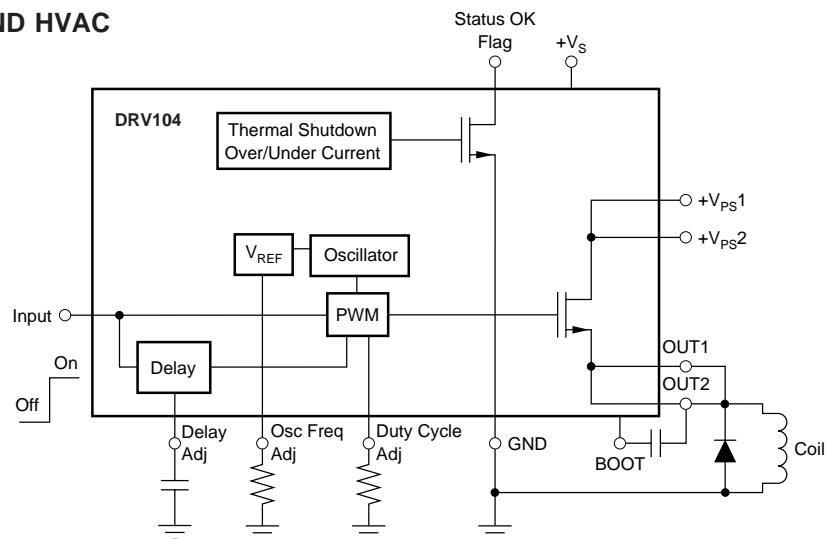 ND HVAC
Status OK
Flag
+VS
DRV104
Thermal Shutdown
Over/Under Current
+VPS1
+VPS2
VREF
Oscillator
Input
PWM
On
Off
Delay
OUT1
OUT2
Delay
Adj
Osc Freq
Adj
Duty Cycle
Adj
GND
BOOT
Coil